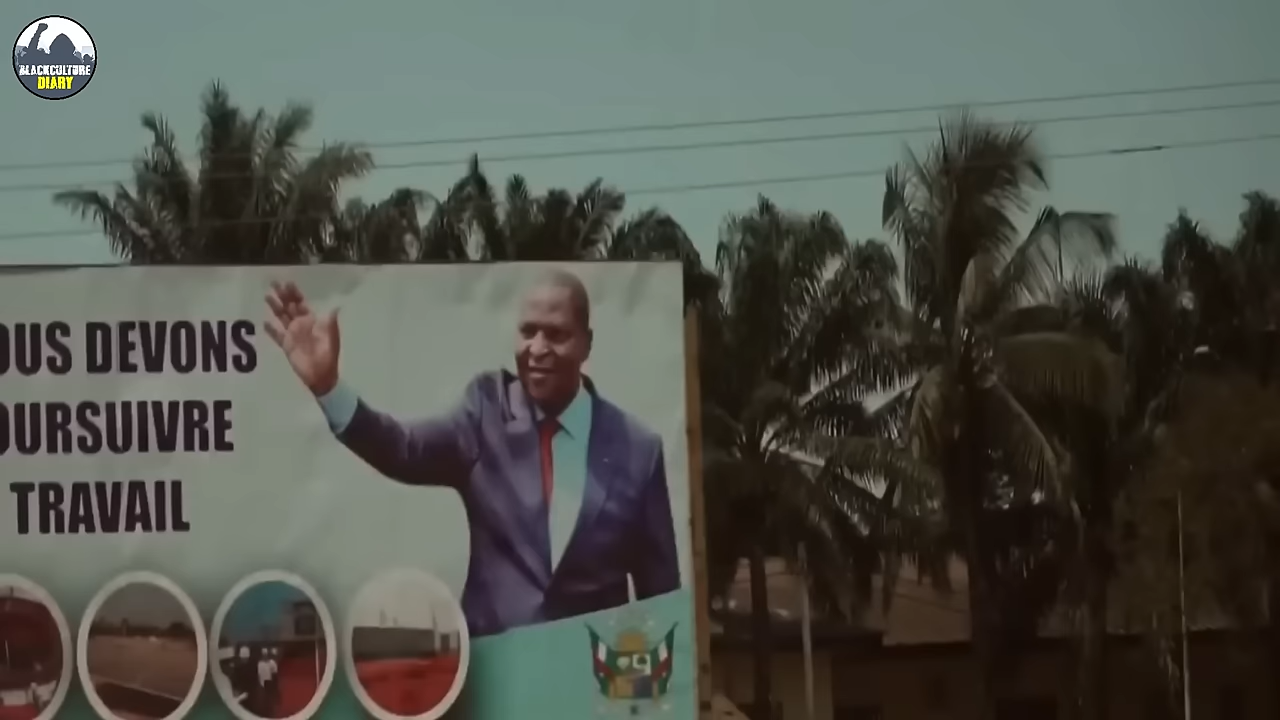 BLACKCULTURE
DIARY
OUS DEVONS
OURSUIVRE
TRAVAIL